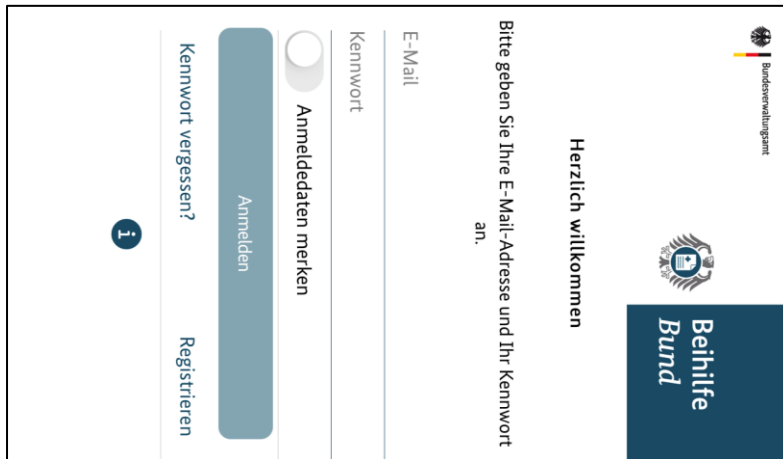 Bundesverwaltungsamt
Beihilfe
Bund
Herzlich willkommen
Bitte geben Sie Ihre E-Mail-Adresse und Ihr Kennwort
an.
E-Mail
Kennwort
Anmeldedaten merken
Anmelden
Kennwort vergessen? Registrieren
i